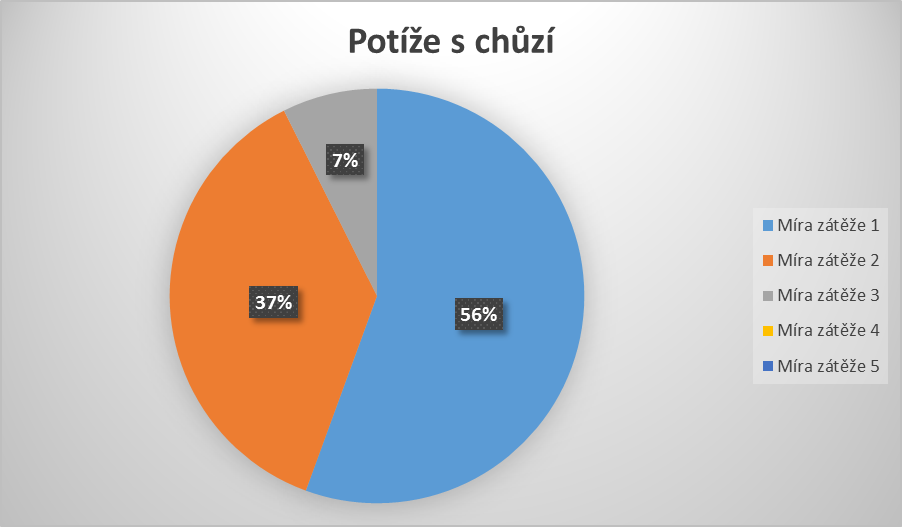 Potíže s chůzí
7%
37%
56%
Míra zátěže 1
Míra zátěže 2
Míra zátěže 3
Míra zátěže 4
Míra zátěže 5